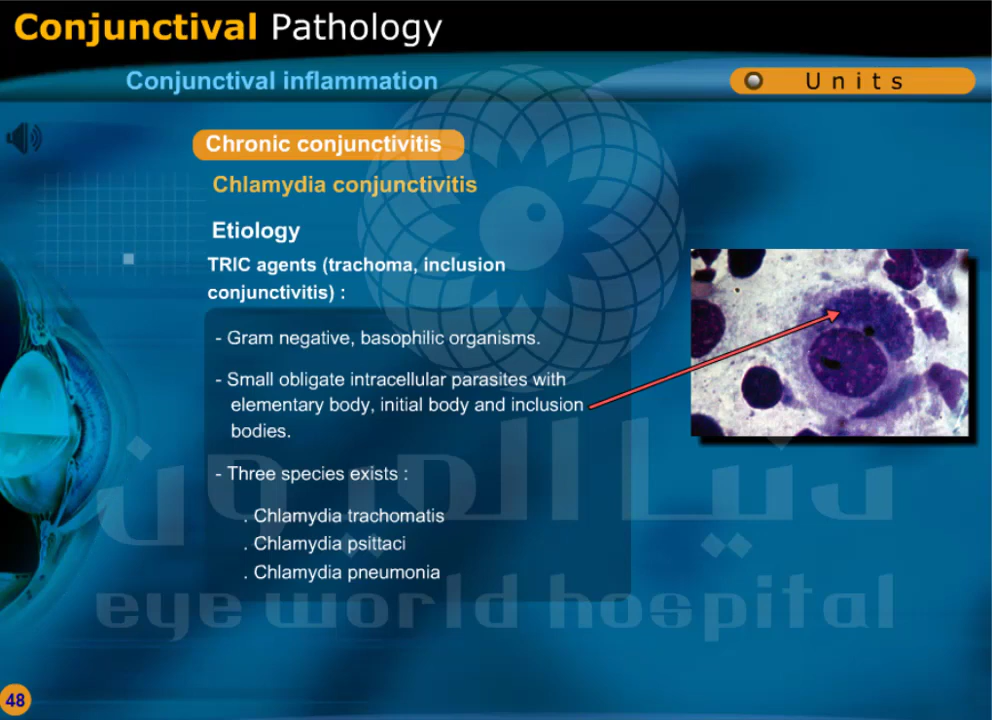 Conjunctival Pathology
Conjunctival inflammation
Units
Chronic conjunctivitis
Chlamydia conjunctivitis
Etiology
TRIC agents (trachoma, inclusion
conjunctivitis) :
- Gram negative, basophilic organisms.
- Small obligate intracellular parasites with
elementary body, initial body and inclusion
bodies.
- Three species exists :
. Chlamydia trachomatis
. Chlamydia psittaci
. Chlamydia pneumonia
دنيا العيون
eye world hospital
48